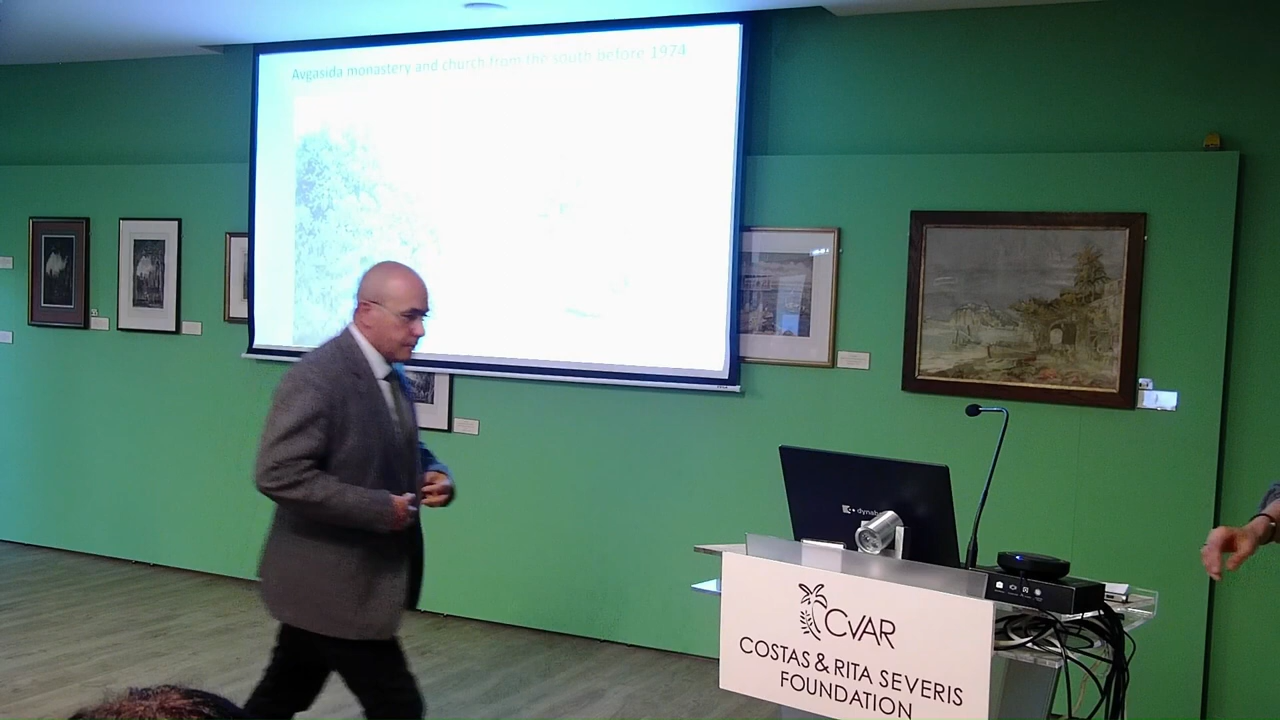 Avgasida monastery and church from the south before 1974
CVAR
COSTAS & RITA SEVERIS
FOUNDATION